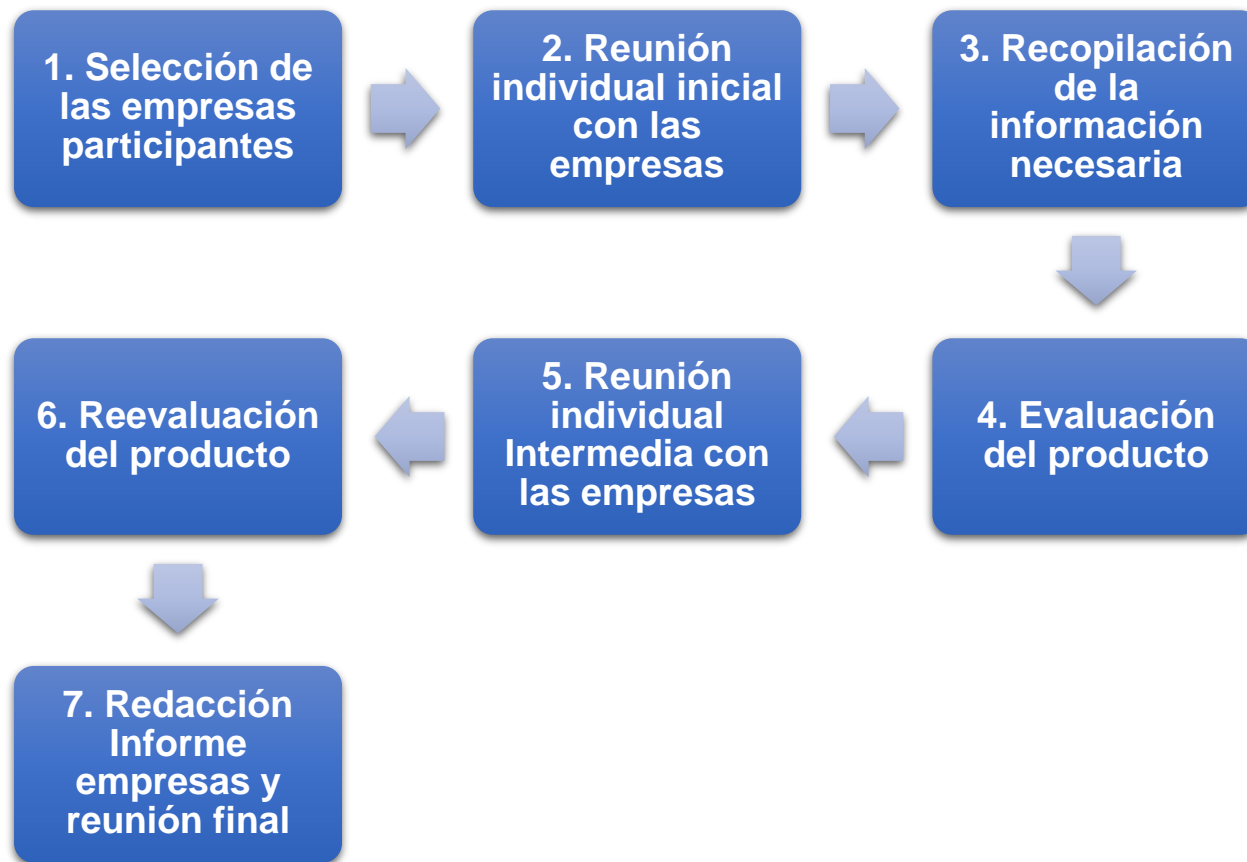 1. Selección de
las empresas
participantes
2. Reunión
individual inicial
con las
empresas
3. Recopilación
de la
información
necesaria
4. Evaluación
del producto
5. Reunión
individual
Intermedia con
las empresas
6. Reevaluación
del producto
7. Redacción
Informe
empresas y
reunión final